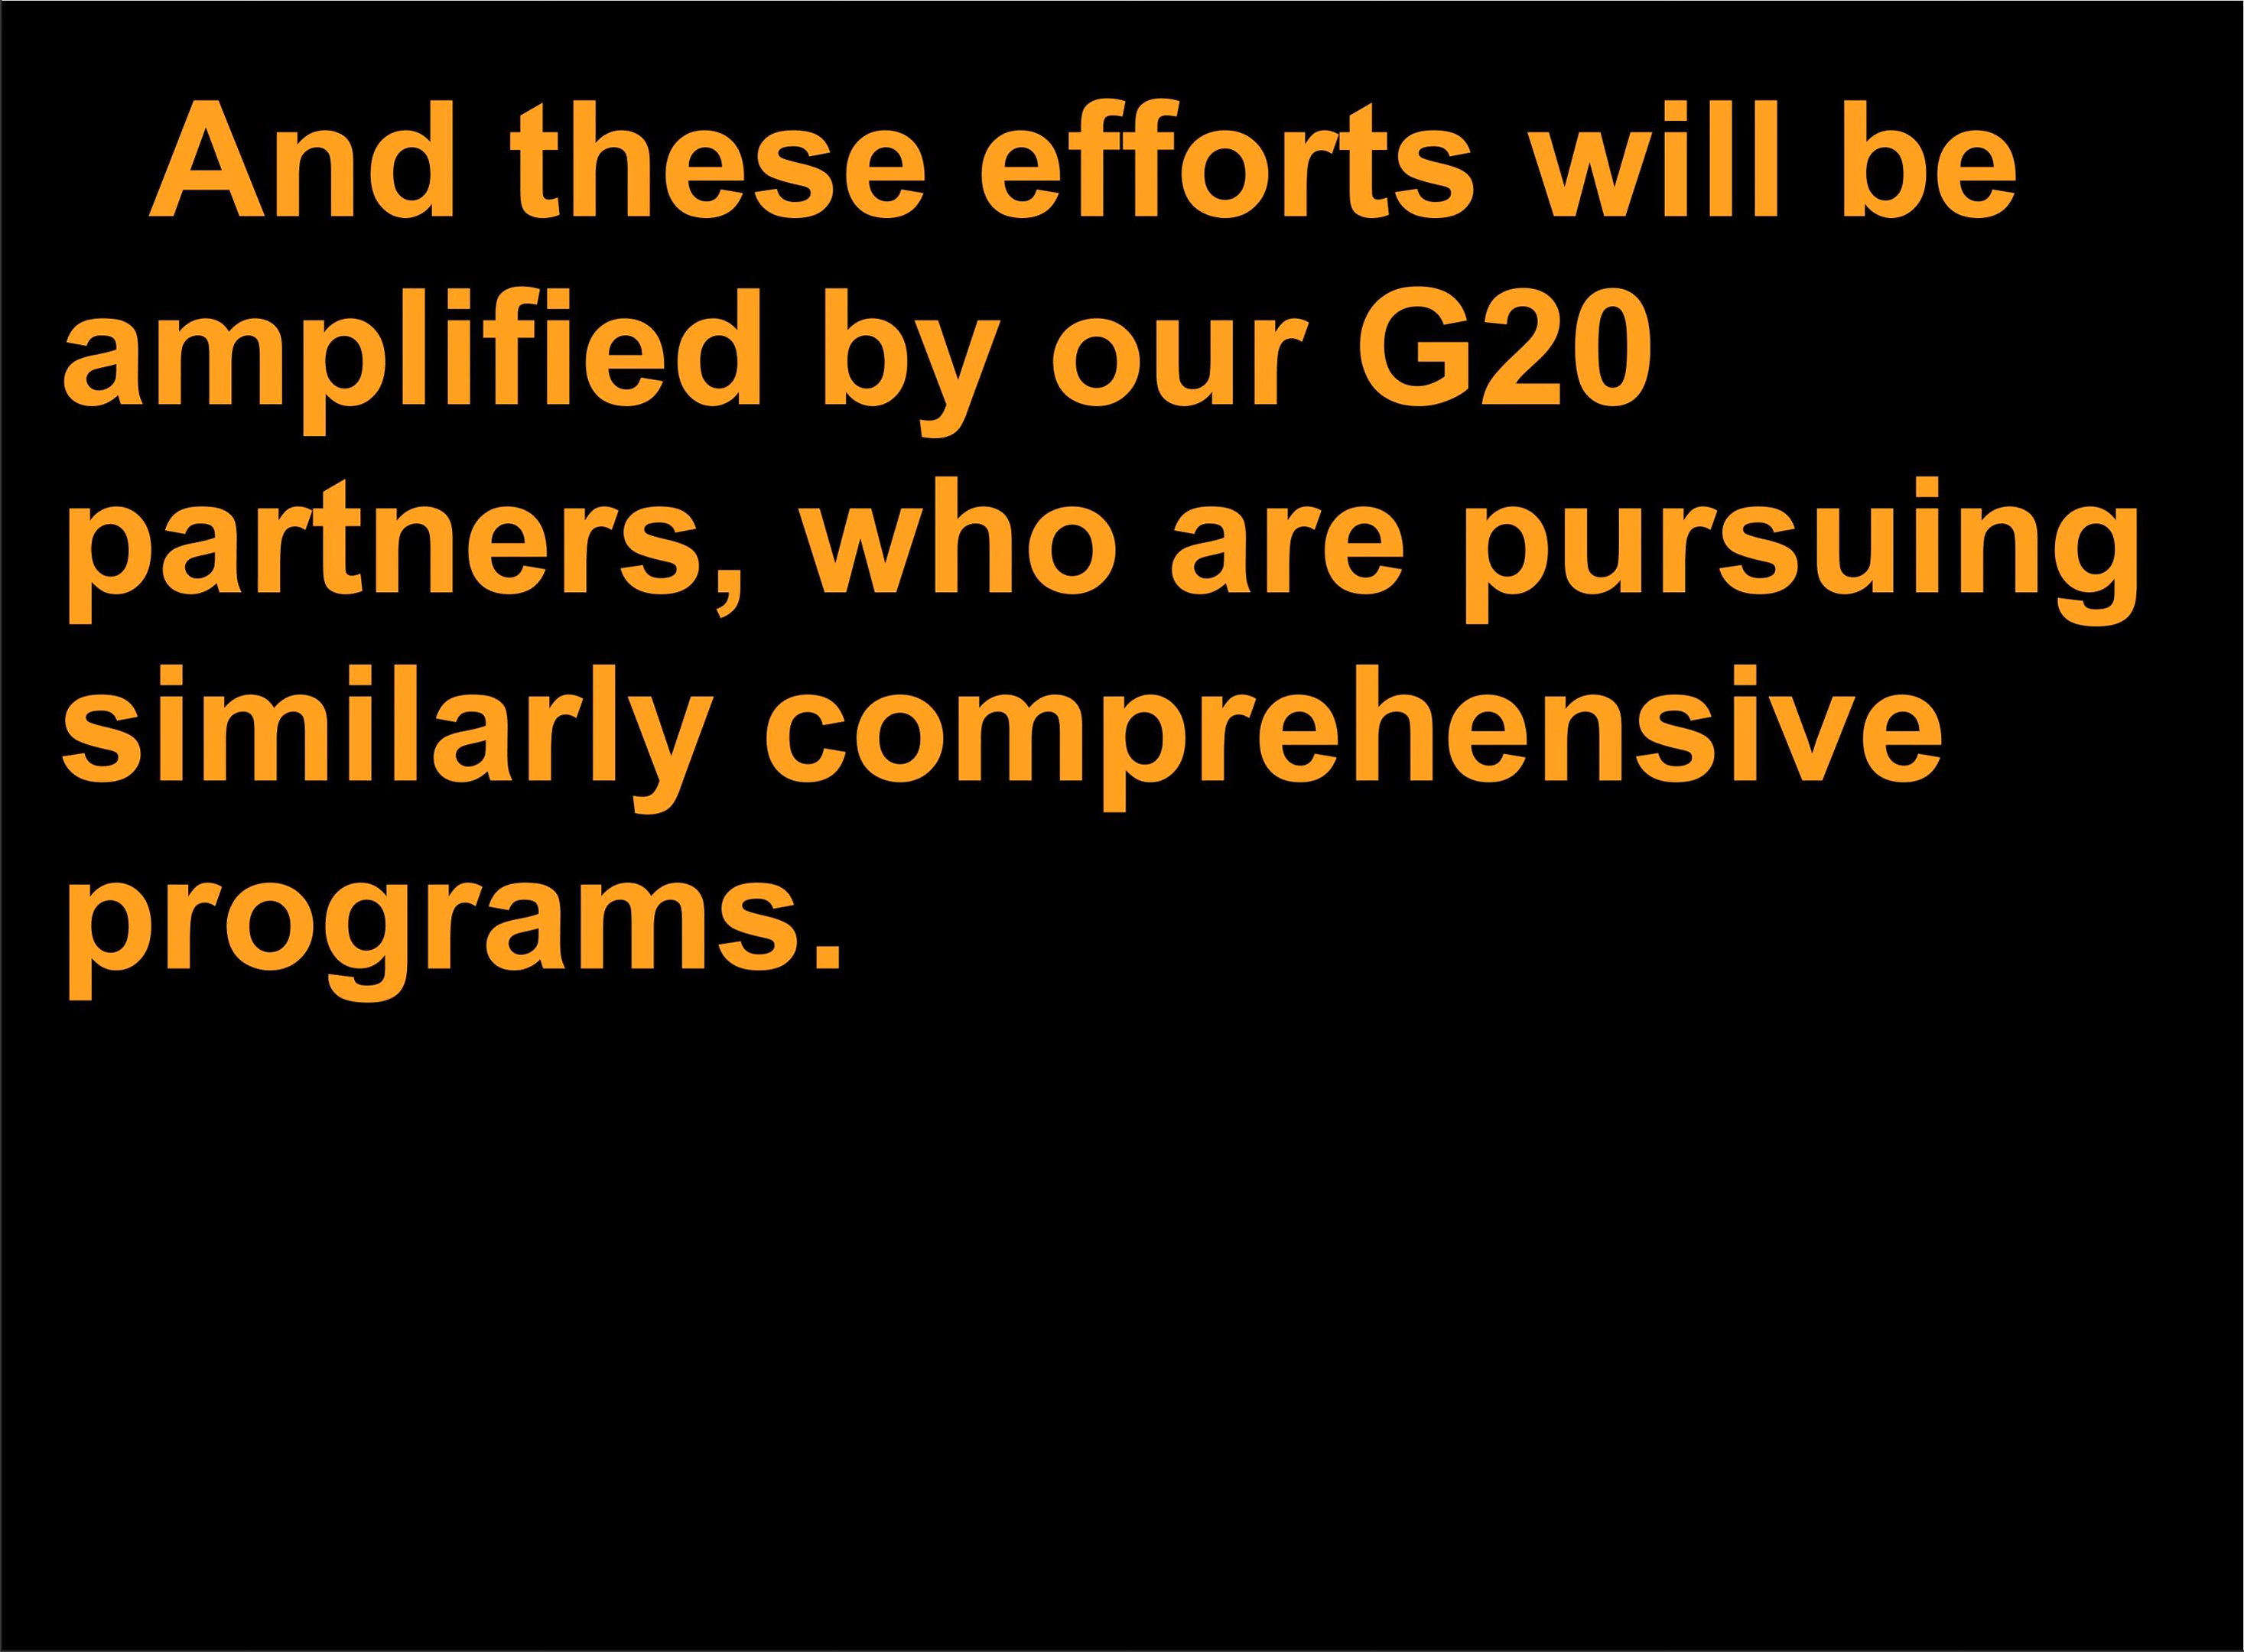 And these efforts will be
amplified by our G20
partners, who are pursuing
similarly comprehensive
programs.